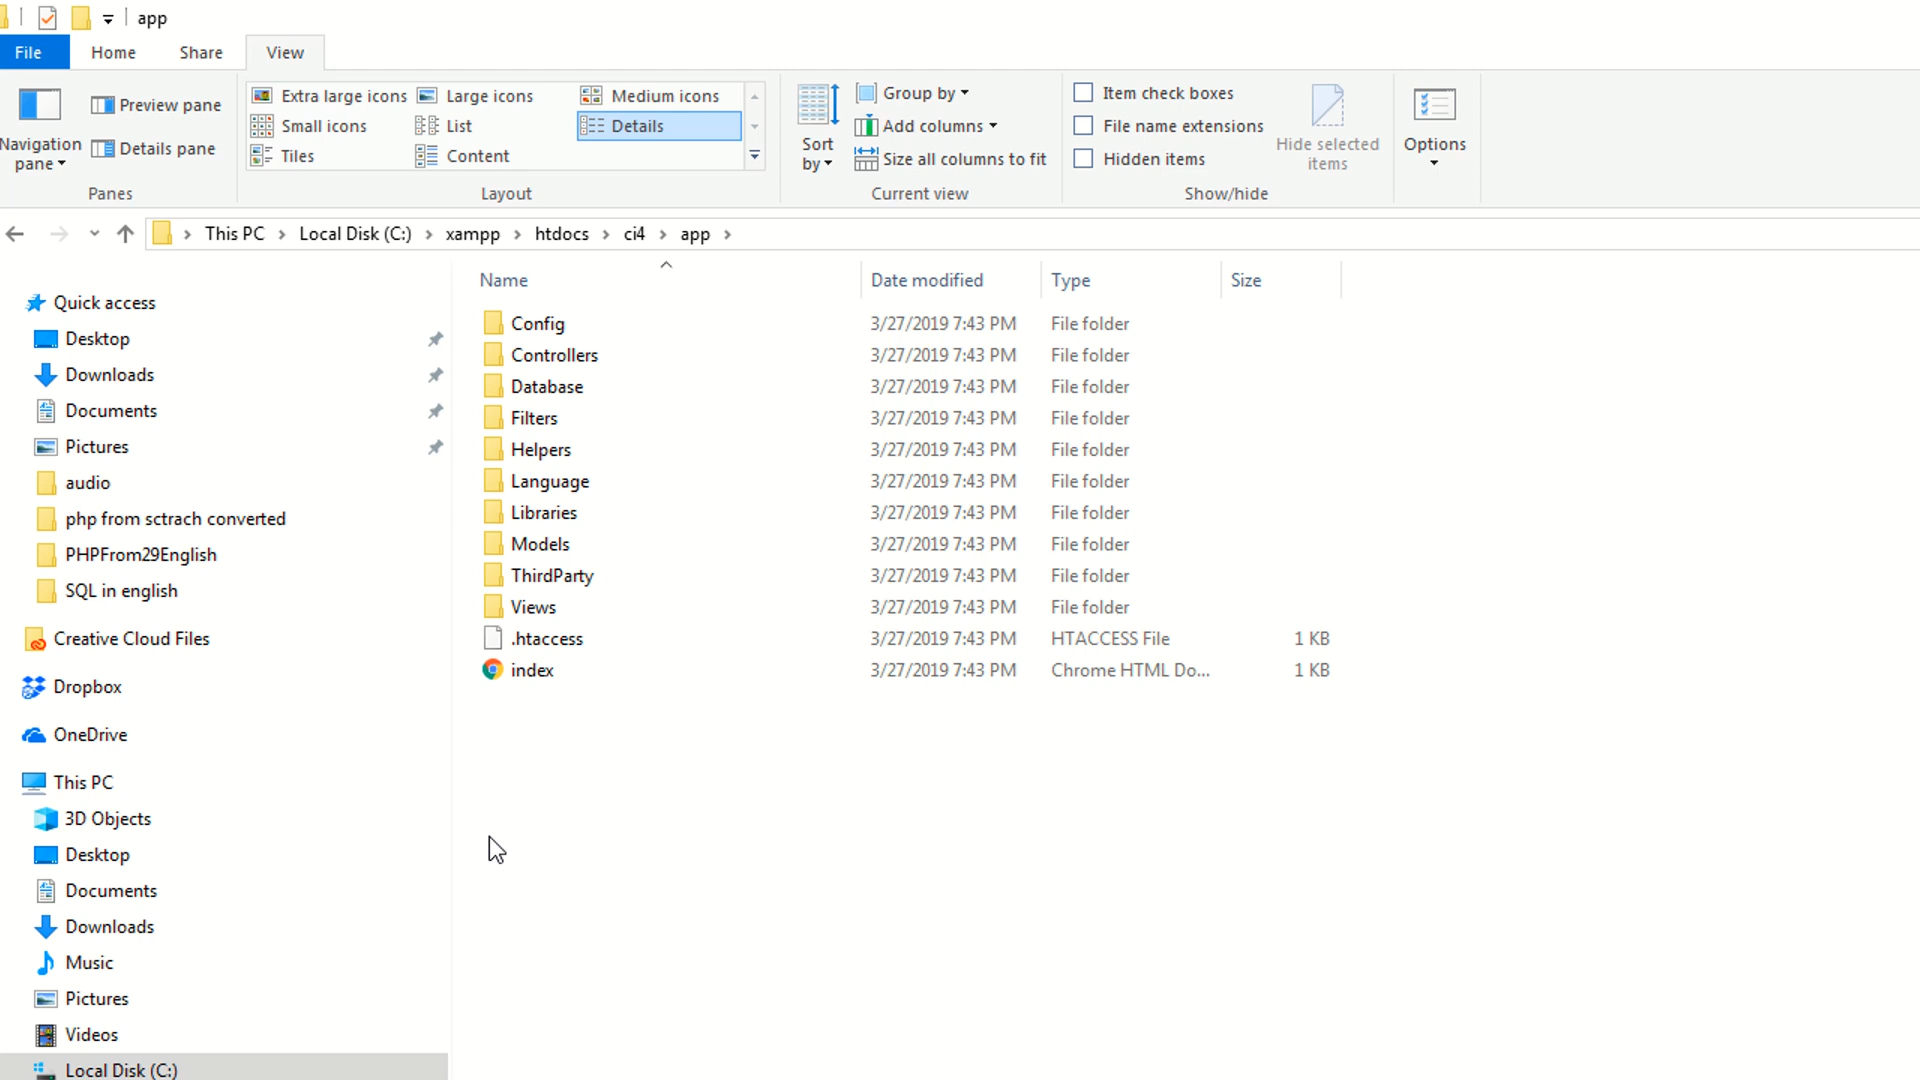 app
File Home Share View
Navigation pane
Preview pane
Details pane
Panes
Extra large icons Large icons Medium icons
Small icons List Details
Tiles Content
Layout
Sort by
Group by
Add columns
Size all columns to fit
Current view
Item check boxes
File name extensions
Hidden items
Hide selected items
Show/hide
Options
This PC Local Disk (C:) xampp htdocs ci4 app
Quick access
Desktop
Downloads
Documents
Pictures
audio
php from sctrach converted
PHPFrom29English
SQL in english
Creative Cloud Files
Dropbox
OneDrive
This PC
3D Objects
Desktop
Documents
Downloads
Music
Pictures
Videos
Local Disk (C:)
Name Date modified Type Size
Config 3/27/2019 7:43 PM File folder
Controllers 3/27/2019 7:43 PM File folder
Database 3/27/2019 7:43 PM File folder
Filters 3/27/2019 7:43 PM File folder
Helpers 3/27/2019 7:43 PM File folder
Language 3/27/2019 7:43 PM File folder
Libraries 3/27/2019 7:43 PM File folder
Models 3/27/2019 7:43 PM File folder
ThirdParty 3/27/2019 7:43 PM File folder
Views 3/27/2019 7:43 PM File folder
.htaccess 3/27/2019 7:43 PM HTACCESS File 1 KB
index 3/27/2019 7:43 PM Chrome HTML Do... 1 KB